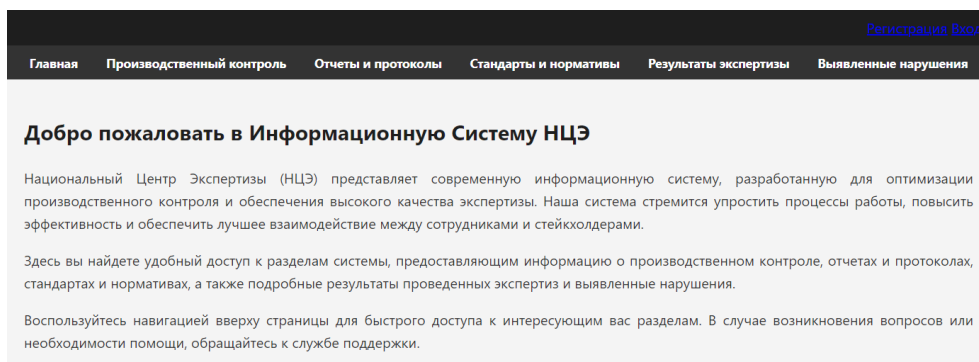 Регистрация Вход
Главная Производственный контроль Отчеты и протоколы Стандарты и нормативы Результаты экспертизы Выявленные нарушения
Добро пожаловать в Информационную Систему НЦЭ
Национальный Центр Экспертизы (НЦЭ) представляет современную информационную систему, разработанную для оптимизации
производственного контроля и обеспечения высокого качества экспертизы. Наша система стремится упростить процессы работы, повысить
эффективность и обеспечить лучшее взаимодействие между сотрудниками и стейкхолдерами.
Здесь вы найдете удобный доступ к разделам системы, предоставляющим информацию о производственном контроле, отчетах и протоколах,
стандартах и нормативах, а также подробные результаты проведенных экспертиз и выявленные нарушения.
Воспользуйтесь навигацией вверху страницы для быстрого доступа к интересующим вас разделам. В случае возникновения вопросов или
необходимости помощи, обращайтесь к службе поддержки.